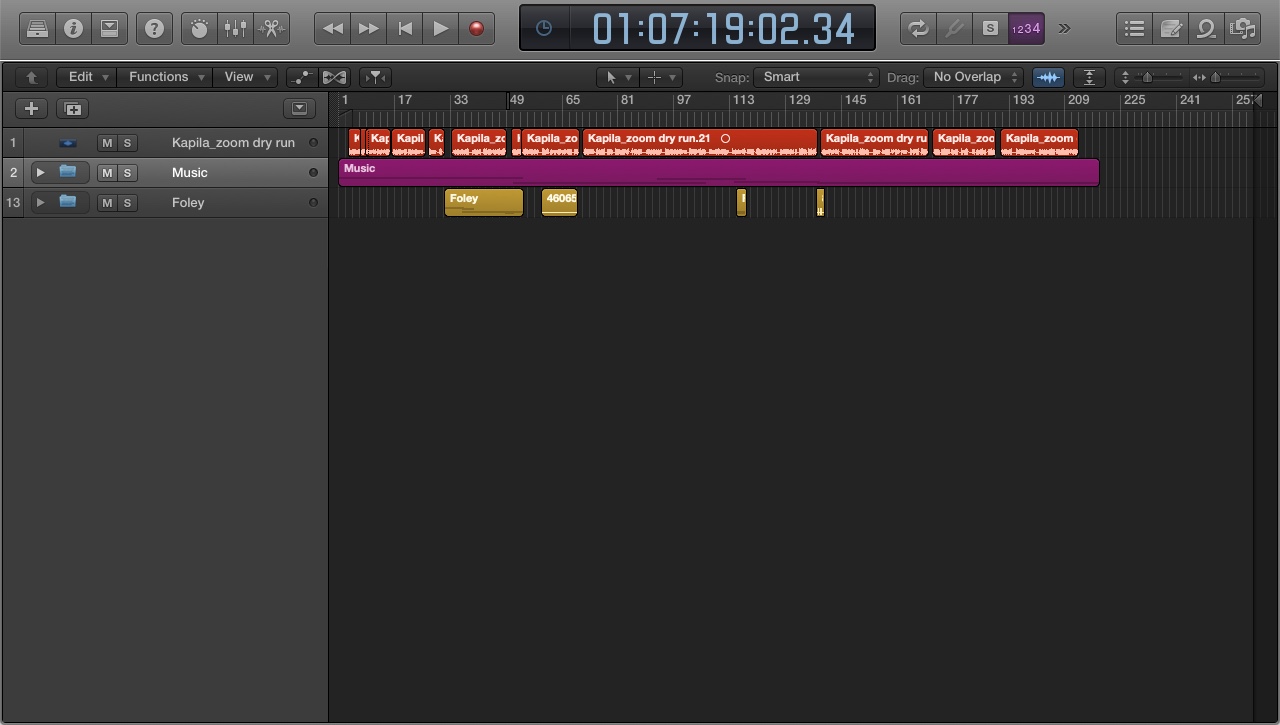 01:07:19:02.34
S 1234
Edit Functions View Snap: Smart Drag: No Overlap
1 17 33 49 65 81 97 113 129 145 161 177 193 209 225 241 257
1 M S Kapila_zoom dry run Kap Kapil Kapila_zo Kapila_zo Kapila_zoom dry run.21 Kapila_zoom dry ru Kapila_zoo Kapila_zoom
2 M S Music Music
13 M S Foley Foley 46065